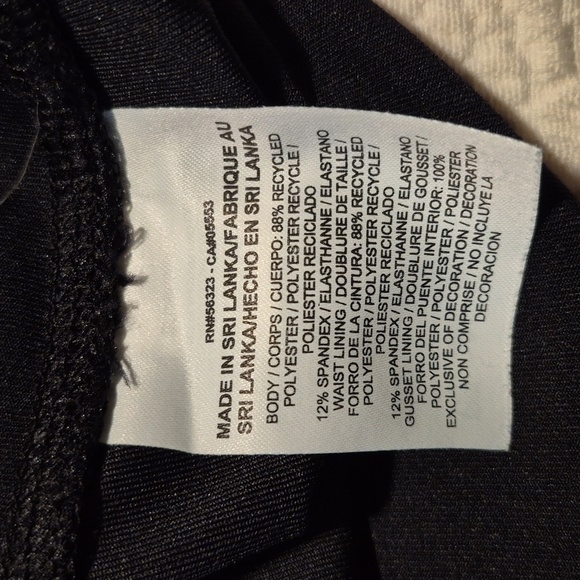 RN#56323 - CA#05553
MADE IN SRI LANKA/FABRIQUE AU
SRI LANKA/HECHO EN SRI LANKA
BODY / CORPS / CUERPO: 88% RECYCLED
POLYESTER / POLYESTER RECYCLE /
POLIESTER RECICLADO
12% SPANDEX / ELASTHANNE / ELASTANO
WAIST LINING / DOUBLURE DE TAILLE /
FORRO DE LA CINTURA: 88% RECYCLED
POLYESTER / POLYESTER RECYCLE /
POLIESTER RECICLADO
12% SPANDEX / ELASTHANNE / ELASTANO
GUSSET LINING / DOUBLURE DE GOUSSET /
FORRO DEL PUENTE INTERIOR: 100%
POLYESTER / POLYESTER / POLIESTER
EXCLUSIVE OF DECORATION / DECORATION
NON COMPRISE / NO INCLUYE LA
DECORACION